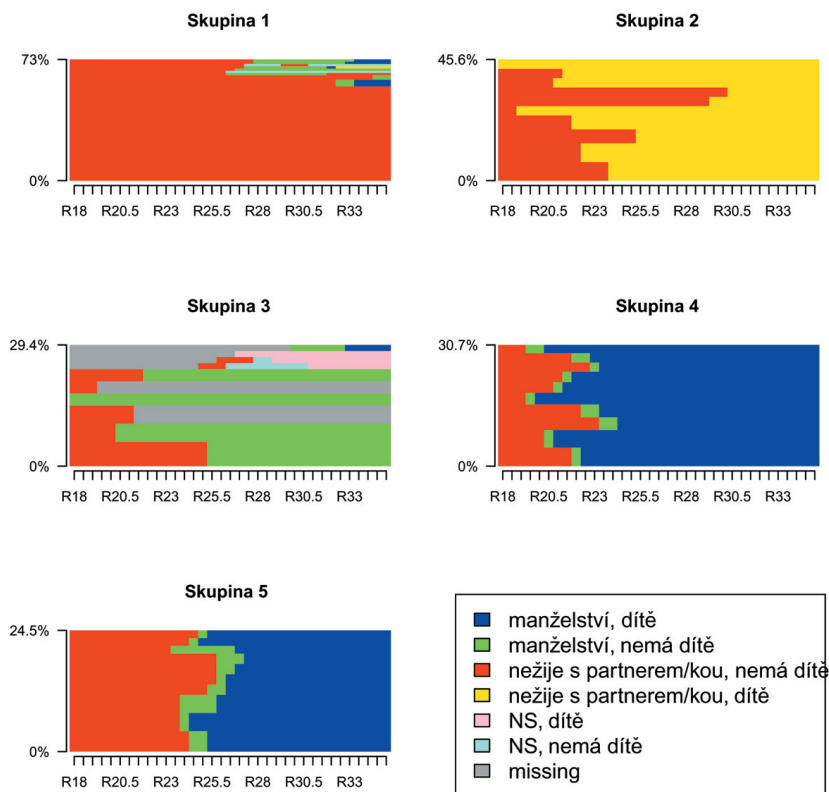 Skupina 1
73%
0%
R18 R20.5 R23 R25.5 R28 R30.5 R33
Skupina 2
45.6%
0%
R18 R20.5 R23 R25.5 R28 R30.5 R33
Skupina 3
29.4%
0%
R18 R20.5 R23 R25.5 R28 R30.5 R33
Skupina 4
30.7%
0%
R18 R20.5 R23 R25.5 R28 R30.5 R33
Skupina 5
24.5%
0%
R18 R20.5 R23 R25.5 R28 R30.5 R33
manželství, dítě
manželství, nemá dítě
nežije s partnerem/kou, nemá dítě
nežije s partnerem/kou, dítě
NS, dítě
NS, nemá dítě
missing